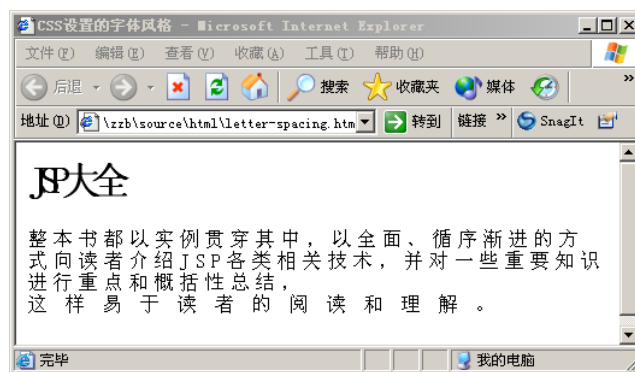 CSS设置的字体风格 - Microsoft Internet Explorer
文件(F) 编辑(E) 查看(V) 收藏(A) 工具(T) 帮助(H)
后退 搜索 收藏夹 媒体 »
地址(D) \zzb\source\html\letter-spacing.htm 转到 链接 » SnagIt
JSP大全
整本书都以实例贯穿其中，以全面、循序渐进的方
式向读者介绍JSP各类相关技术，并对一些重要知识
进行重点和概括性总结，
这样易于读者的阅读和理解。
完毕 我的电脑